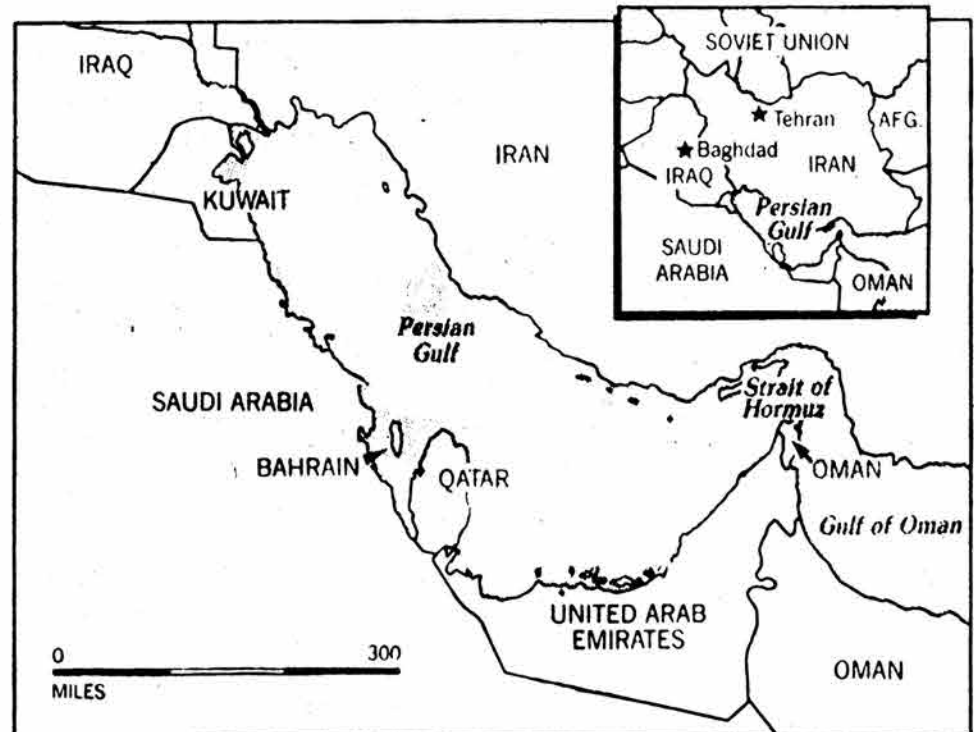 IRAQ
IRAN
KUWAIT
Persian
Gulf
SAUDI ARABIA
BAHRAIN
QATAR
Strait of
Hormuz
OMAN
Gulf of Oman
UNITED ARAB
EMIRATES
OMAN
0 300
MILES
SOVIET UNION
Tehran
AFG.
Baghdad
IRAN
IRAQ
Persian
Gulf
SAUDI
ARABIA
OMAN